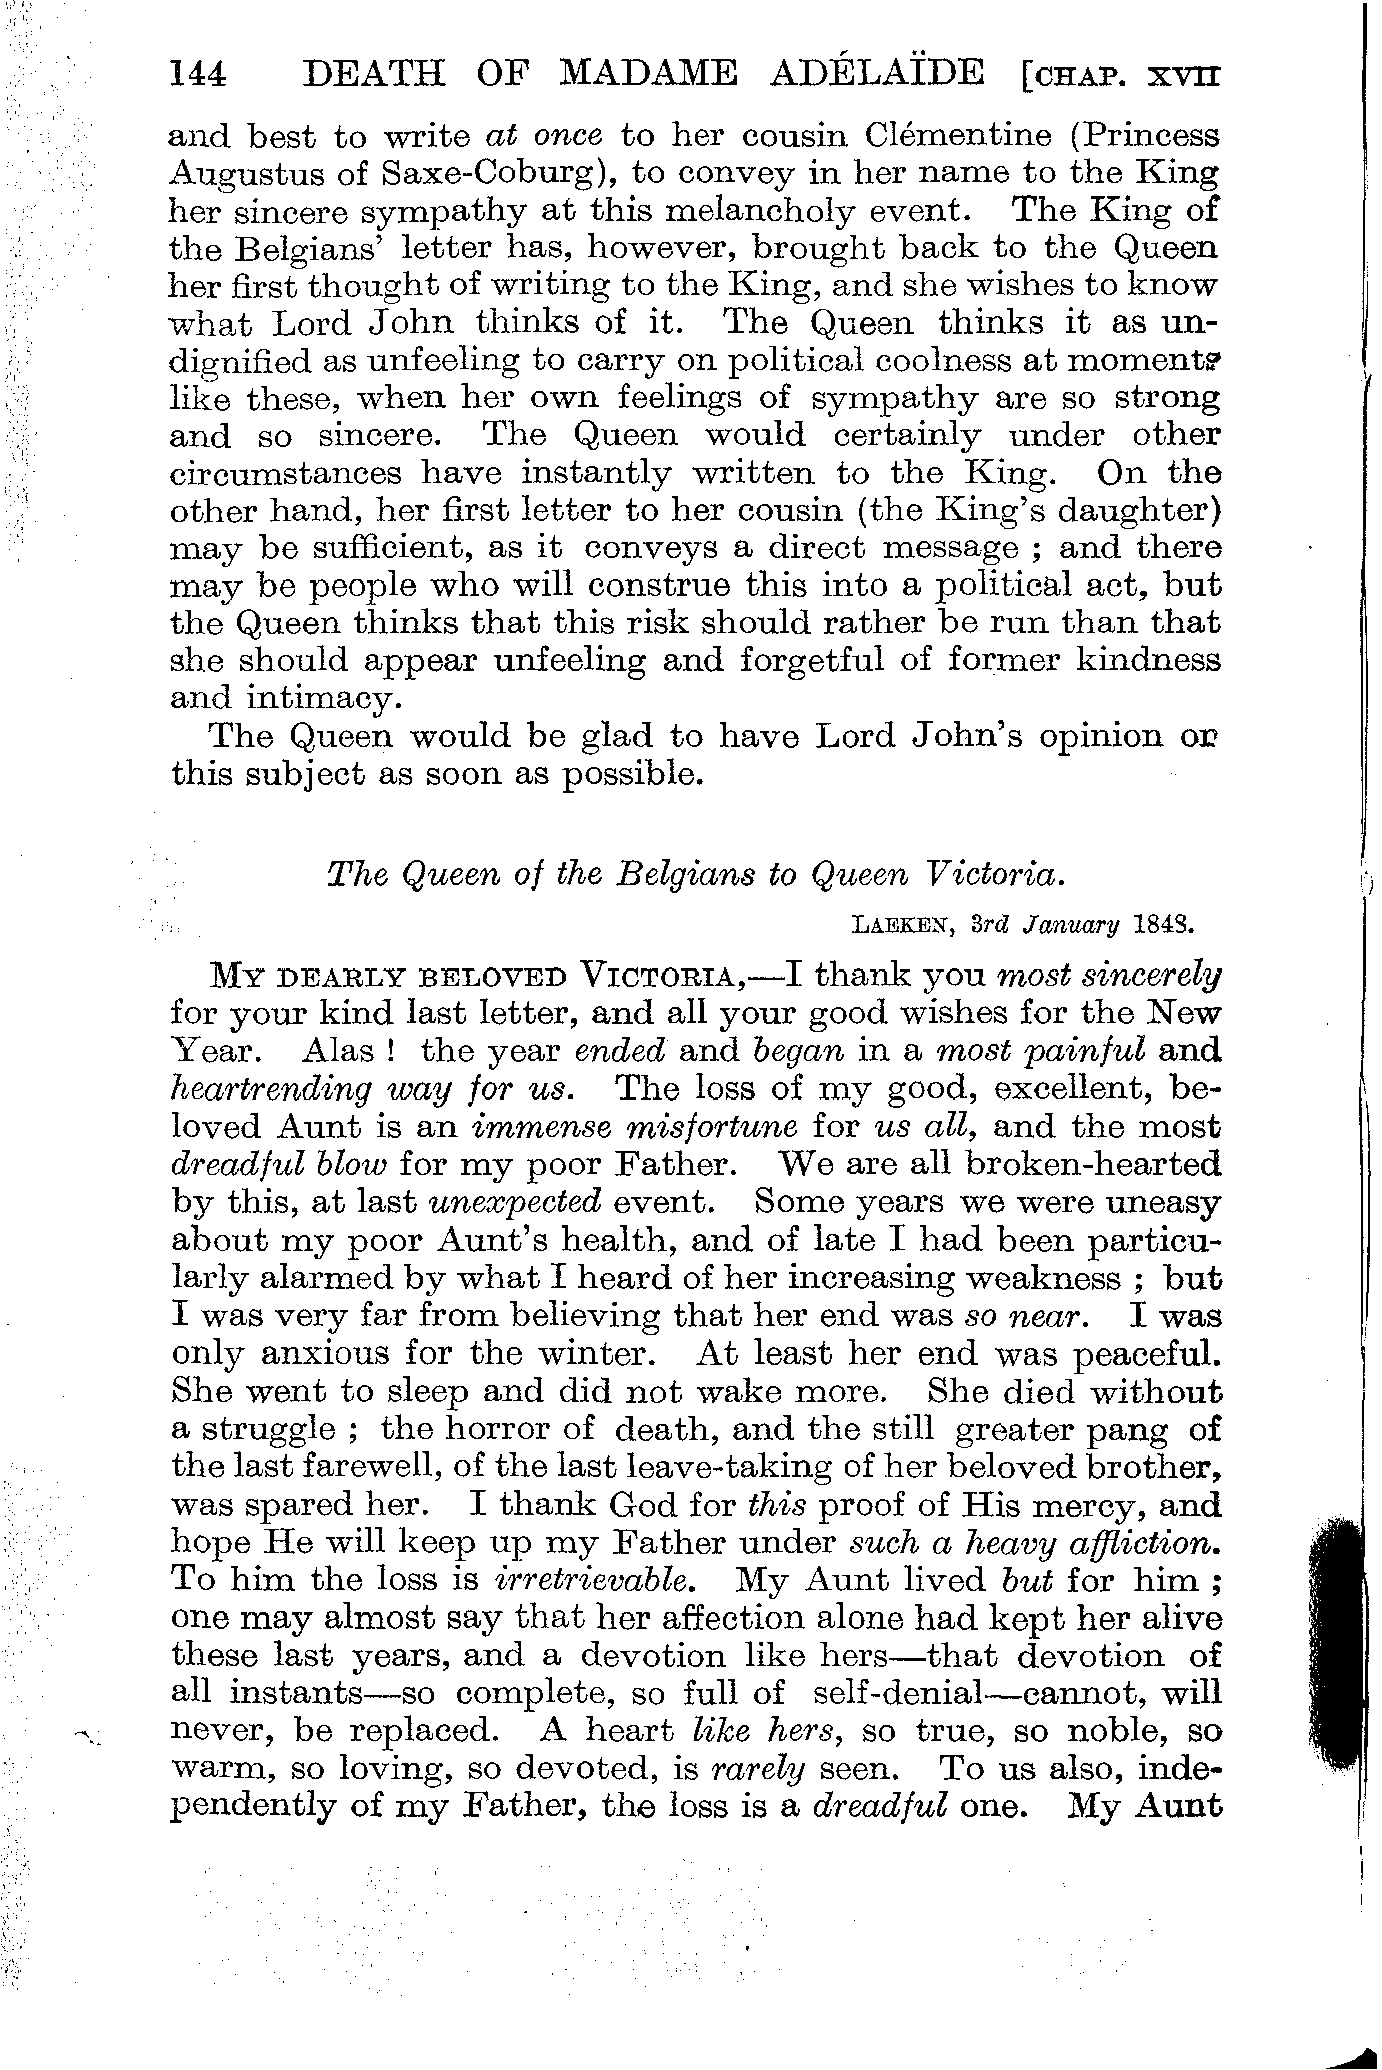 144 DEATH OF MADAME ADÉLAÏDE [CHAP. XVII
and best to write at once to her cousin Clémentine (Princess
Augustus of Saxe-Coburg), to convey in her name to the King
her sincere sympathy at this melancholy event. The King of
the Belgians' letter has, however, brought back to the Queen
her first thought of writing to the King, and she wishes to know
what Lord John thinks of it. The Queen thinks it as un-
dignified as unfeeling to carry on political coolness at moments
like these, when her own feelings of sympathy are so strong
and so sincere. The Queen would certainly under other
circumstances have instantly written to the King. On the
other hand, her first letter to her cousin (the King's daughter)
may be sufficient, as it conveys a direct message ; and there
may be people who will construe this into a political act, but
the Queen thinks that this risk should rather be run than that
she should appear unfeeling and forgetful of former kindness
and intimacy.
The Queen would be glad to have Lord John's opinion on
this subject as soon as possible.
The Queen of the Belgians to Queen Victoria.
LAEKEN, 3rd January 1848.
MY DEARLY BELOVED VICTORIA,—I thank you most sincerely
for your kind last letter, and all your good wishes for the New
Year. Alas ! the year ended and began in a most painful and
heartrending way for us. The loss of my good, excellent, be-
loved Aunt is an immense misfortune for us all, and the most
dreadful blow for my poor Father. We are all broken-hearted
by this, at last unexpected event. Some years we were uneasy
about my poor Aunt's health, and of late I had been particu-
larly alarmed by what I heard of her increasing weakness ; but
I was very far from believing that her end was so near. I was
only anxious for the winter. At least her end was peaceful.
She went to sleep and did not wake more. She died without
a struggle ; the horror of death, and the still greater pang of
the last farewell, of the last leave-taking of her beloved brother,
was spared her. I thank God for this proof of His mercy, and
hope He will keep up my Father under such a heavy affliction.
To him the loss is irretrievable. My Aunt lived but for him ;
one may almost say that her affection alone had kept her alive
these last years, and a devotion like hers—that devotion of
all instants—so complete, so full of self-denial—cannot, will
never, be replaced. A heart like hers, so true, so noble, so
warm, so loving, so devoted, is rarely seen. To us also, inde-
pendently of my Father, the loss is a dreadful one. My Aunt